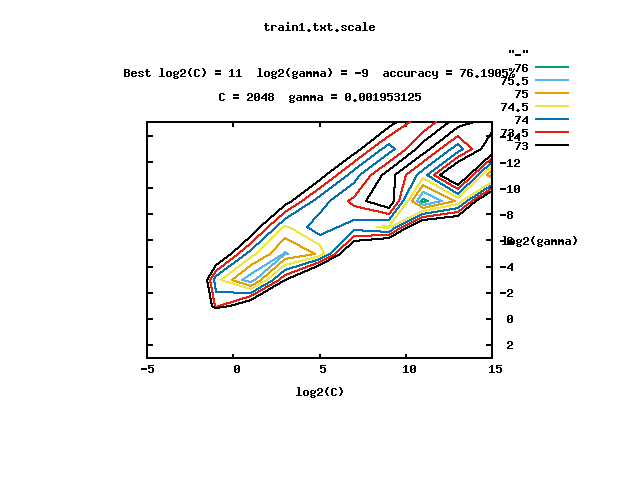 train1.txt.scale
"-"
Best log2(C) = 11 log2(gamma) = -9 accuracy = 76.1905%
C = 2048 gamma = 0.001953125
76
75.5
75
74.5
74
73.5
73
-14
-12
-10
-8
-6
log2(gamma)
-4
-2
0
2
-5 0 5 10 15
log2(C)